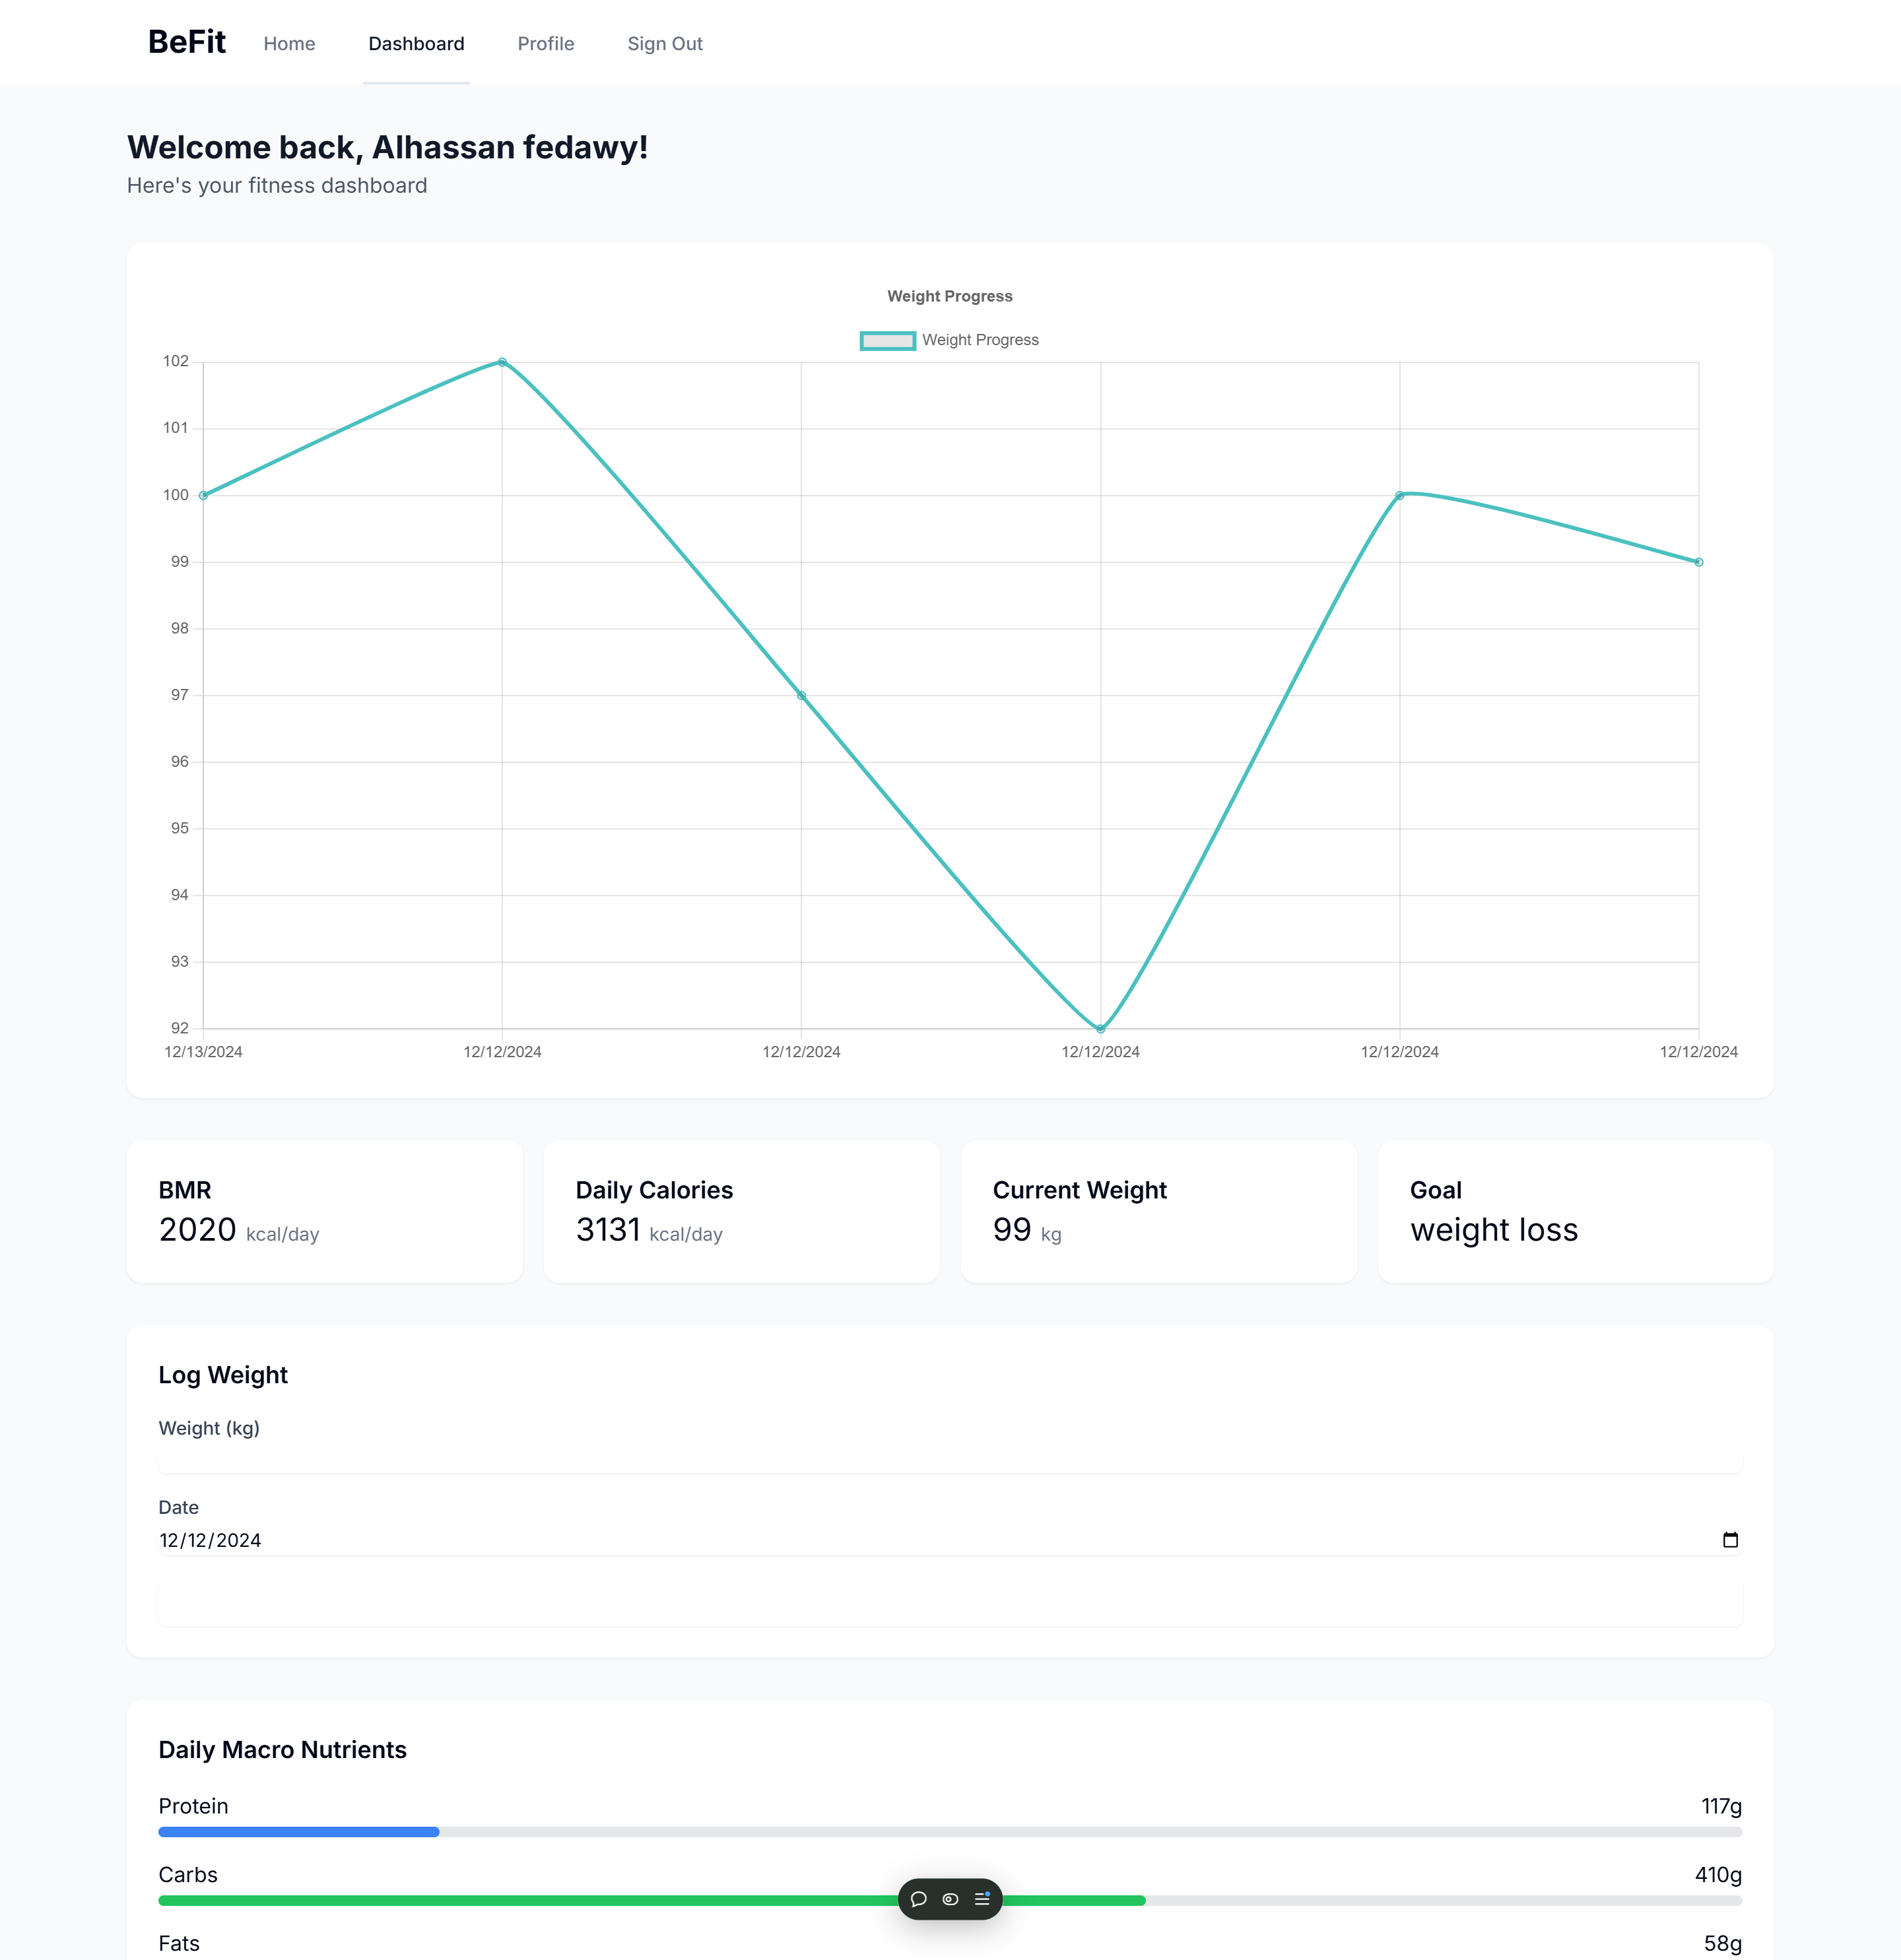 BeFit Home Dashboard Profile Sign Out
Welcome back, Alhassan fedawy!
Here's your fitness dashboard
Weight Progress
Weight Progress
102
101
100
99
98
97
96
95
94
93
92
12/13/2024 12/12/2024 12/12/2024 12/12/2024 12/12/2024 12/12/2024
BMR
2020 kcal/day
Daily Calories
3131 kcal/day
Current Weight
99 kg
Goal
weight loss
Log Weight
Weight (kg)
Date
12/12/2024
Daily Macro Nutrients
Protein 117g
Carbs 410g
Fats 58g